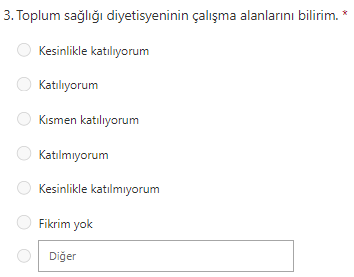 3. Toplum sağlığı diyetisyeninin çalışma alanlarını bilirim. *
Kesinlikle katılıyorum
Katılıyorum
Kısmen katılıyorum
Katılmıyorum
Kesinlikle katılmıyorum
Fikrim yok
Diğer